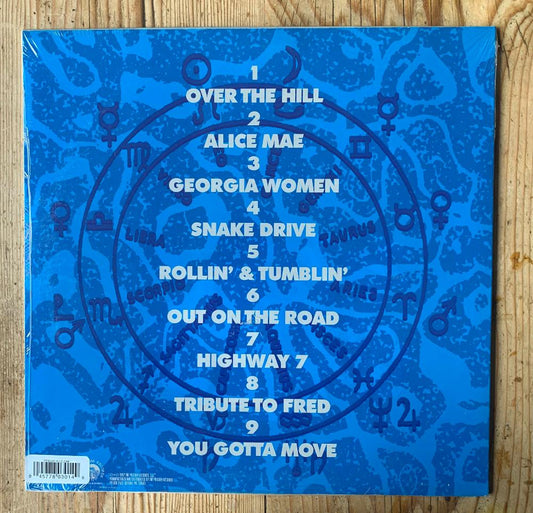 1
OVER THE HILL
2
ALICE MAE
3
GEORGIA WOMEN
4
SNAKE DRIVE
5
ROLLIN' & TUMBLIN'
6
OUT ON THE ROAD
7
HIGHWAY 7
8
TRIBUTE TO FRED
9
YOU GOTTA MOVE
LIBRA
TAURUS
SCORPIO
ARIES